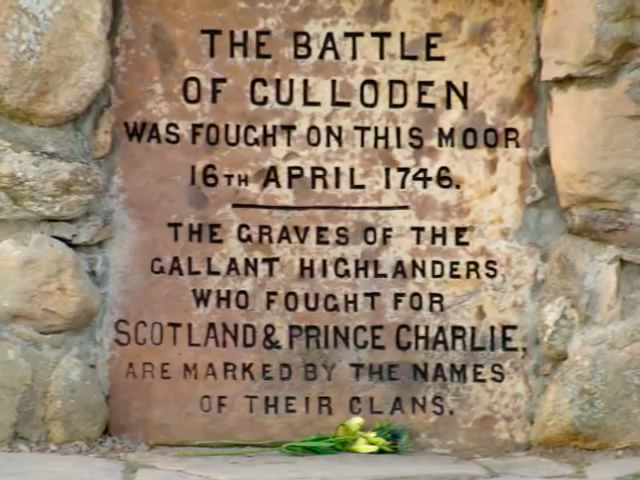 THE BATTLE
OF CULLODEN
WAS FOUGHT ON THIS MOOR
16TH APRIL 1746.
THE GRAVES OF THE
GALLANT HIGHLANDERS
WHO FOUGHT FOR
SCOTLAND & PRINCE CHARLIE,
ARE MARKED BY THE NAMES
OF THEIR CLANS.